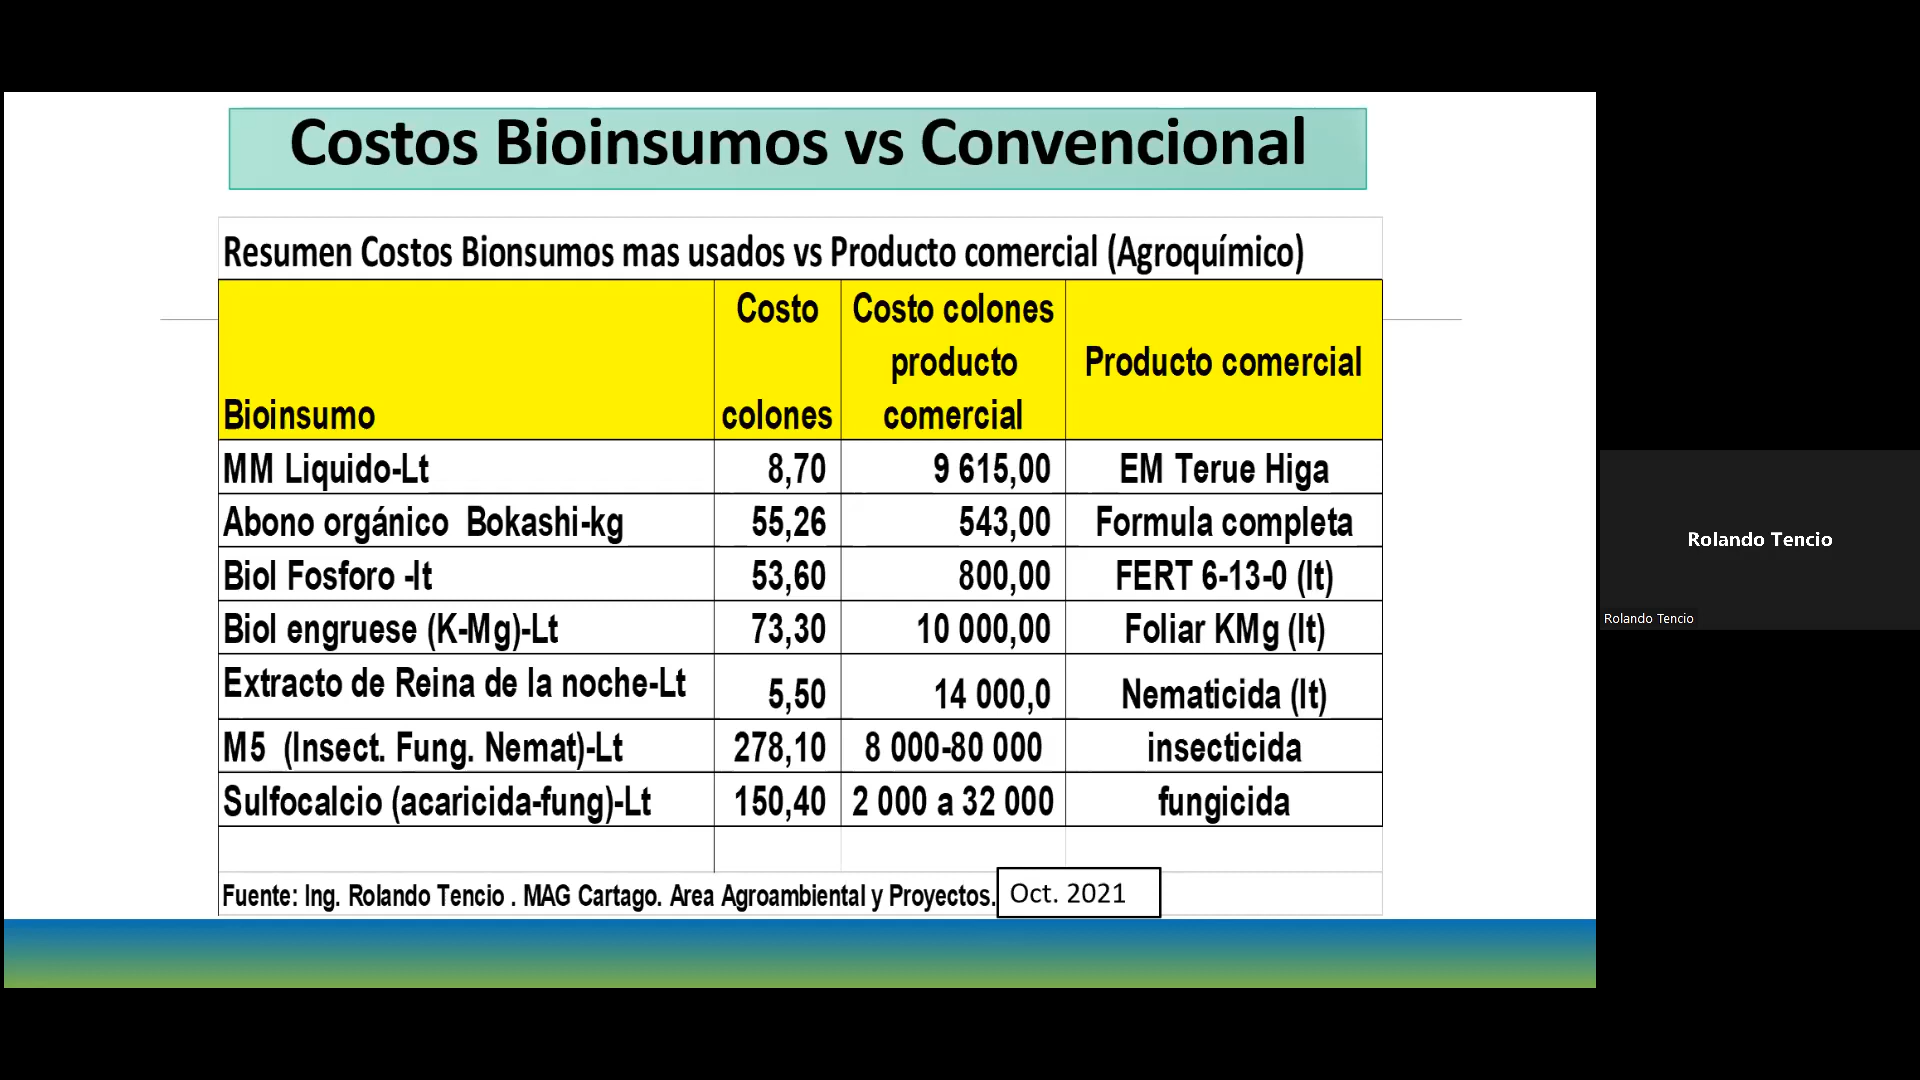 Costos Bioinsumos vs Convencional
Resumen Costos Bionsumos mas usados vs Producto comercial (Agroquímico)
Bioinsumo Costo colones Costo colones producto comercial Producto comercial
MM Liquido-Lt 8,70 9 615,00 EM Terue Higa
Abono orgánico Bokashi-kg 55,26 543,00 Formula completa
Biol Fosforo -lt 53,60 800,00 FERT 6-13-0 (lt)
Biol engruese (K-Mg)-Lt 73,30 10 000,00 Foliar KMg (lt)
Extracto de Reina de la noche-Lt 5,50 14 000,0 Nematicida (lt)
M5 (Insect. Fung. Nemat)-Lt 278,10 8 000-80 000 insecticida
Sulfocalcio (acaricida-fung)-Lt 150,40 2 000 a 32 000 fungicida
Fuente: Ing. Rolando Tencio . MAG Cartago. Area Agroambiental y Proyectos. Oct. 2021
Rolando Tencio
Rolando Tencio